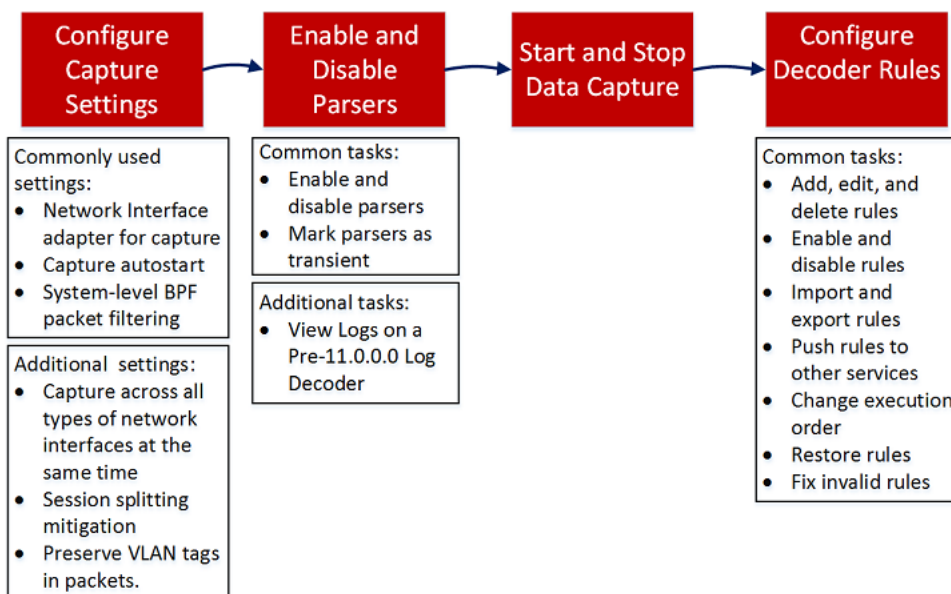 Configure
Capture
Settings
Enable and
Disable
Parsers
Start and Stop
Data Capture
Configure
Decoder Rules
Commonly used
settings:
• Network Interface
adapter for capture
• Capture autostart
• System-level BPF
packet filtering
Additional settings:
• Capture across all
types of network
interfaces at the
same time
• Session splitting
mitigation
• Preserve VLAN tags
in packets.
Common tasks:
• Enable and
disable parsers
• Mark parsers as
transient
Additional tasks:
• View Logs on a
Pre-11.0.0.0 Log
Decoder
Common tasks:
• Add, edit, and
delete rules
• Enable and
disable rules
• Import and
export rules
• Push rules to
other services
• Change execution
order
• Restore rules
• Fix invalid rules